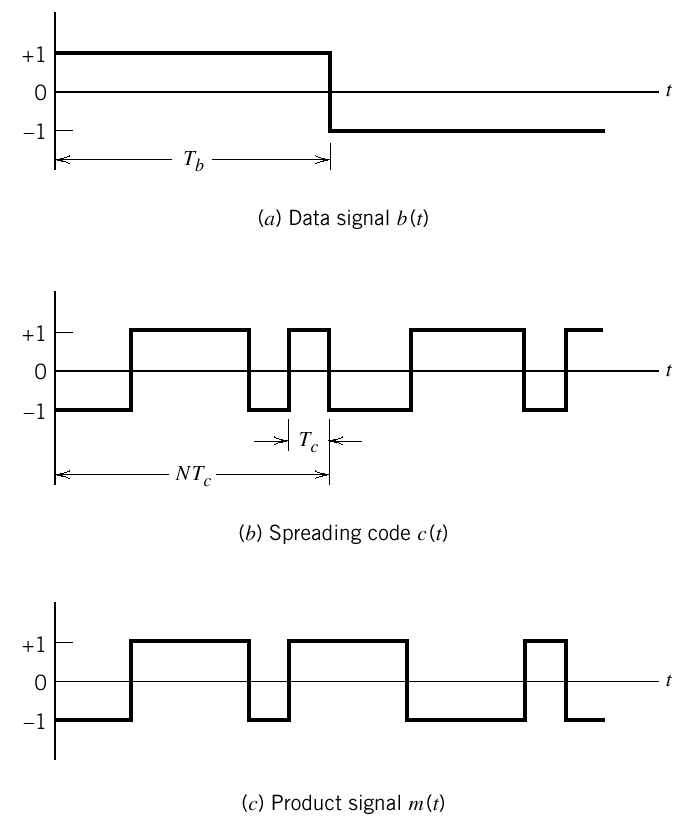 +1
0
t
–1
T_b
(a) Data signal b(t)
+1
0
t
–1
T_c
NT_c
(b) Spreading code c(t)
+1
0
t
–1
(c) Product signal m(t)